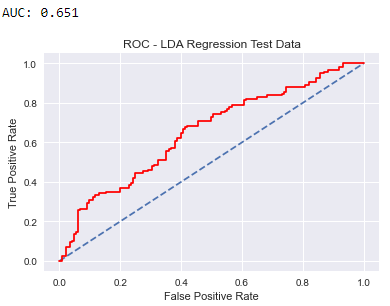 AUC: 0.651
ROC - LDA Regression Test Data
True Positive Rate
1.0
0.8
0.6
0.4
0.2
0.0
0.0 0.2 0.4 0.6 0.8 1.0
False Positive Rate